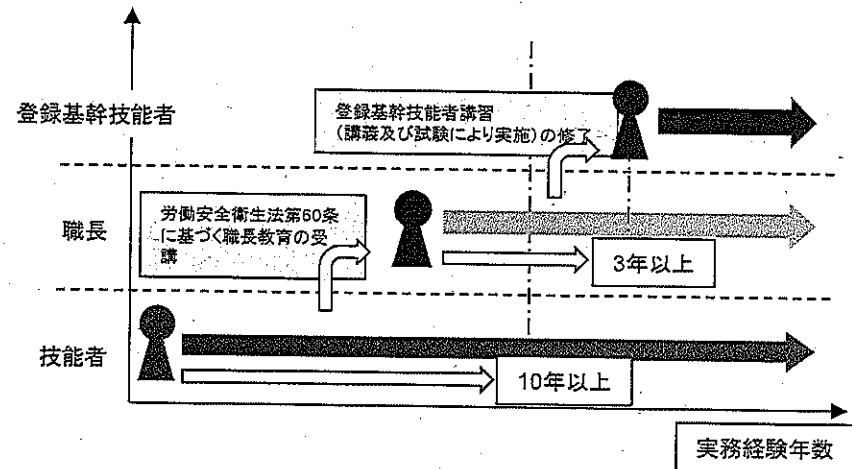 登録基幹技能者
登録基幹技能者講習
(講義及び試験により実施)の修了
職長
労働安全衛生法第60条
に基づく職長教育の受
講
3年以上
技能者
10年以上
実務経験年数